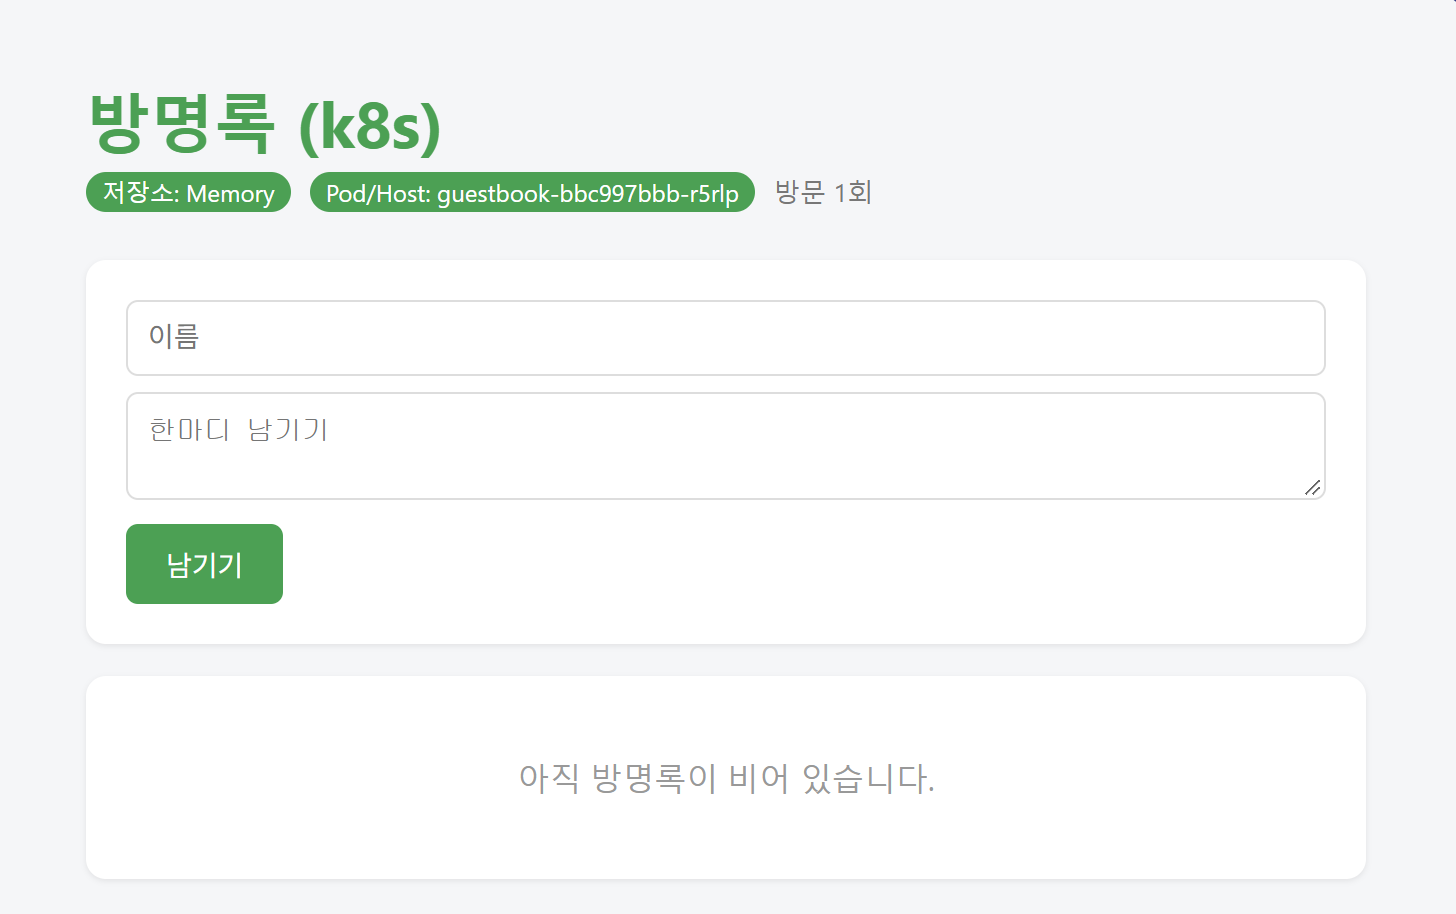 방명록 (k8s)
저장소: Memory Pod/Host: guestbook-bbc997bbb-r5rlp 방문 1회
이름
한마디 남기기
남기기
아직 방명록이 비어 있습니다.